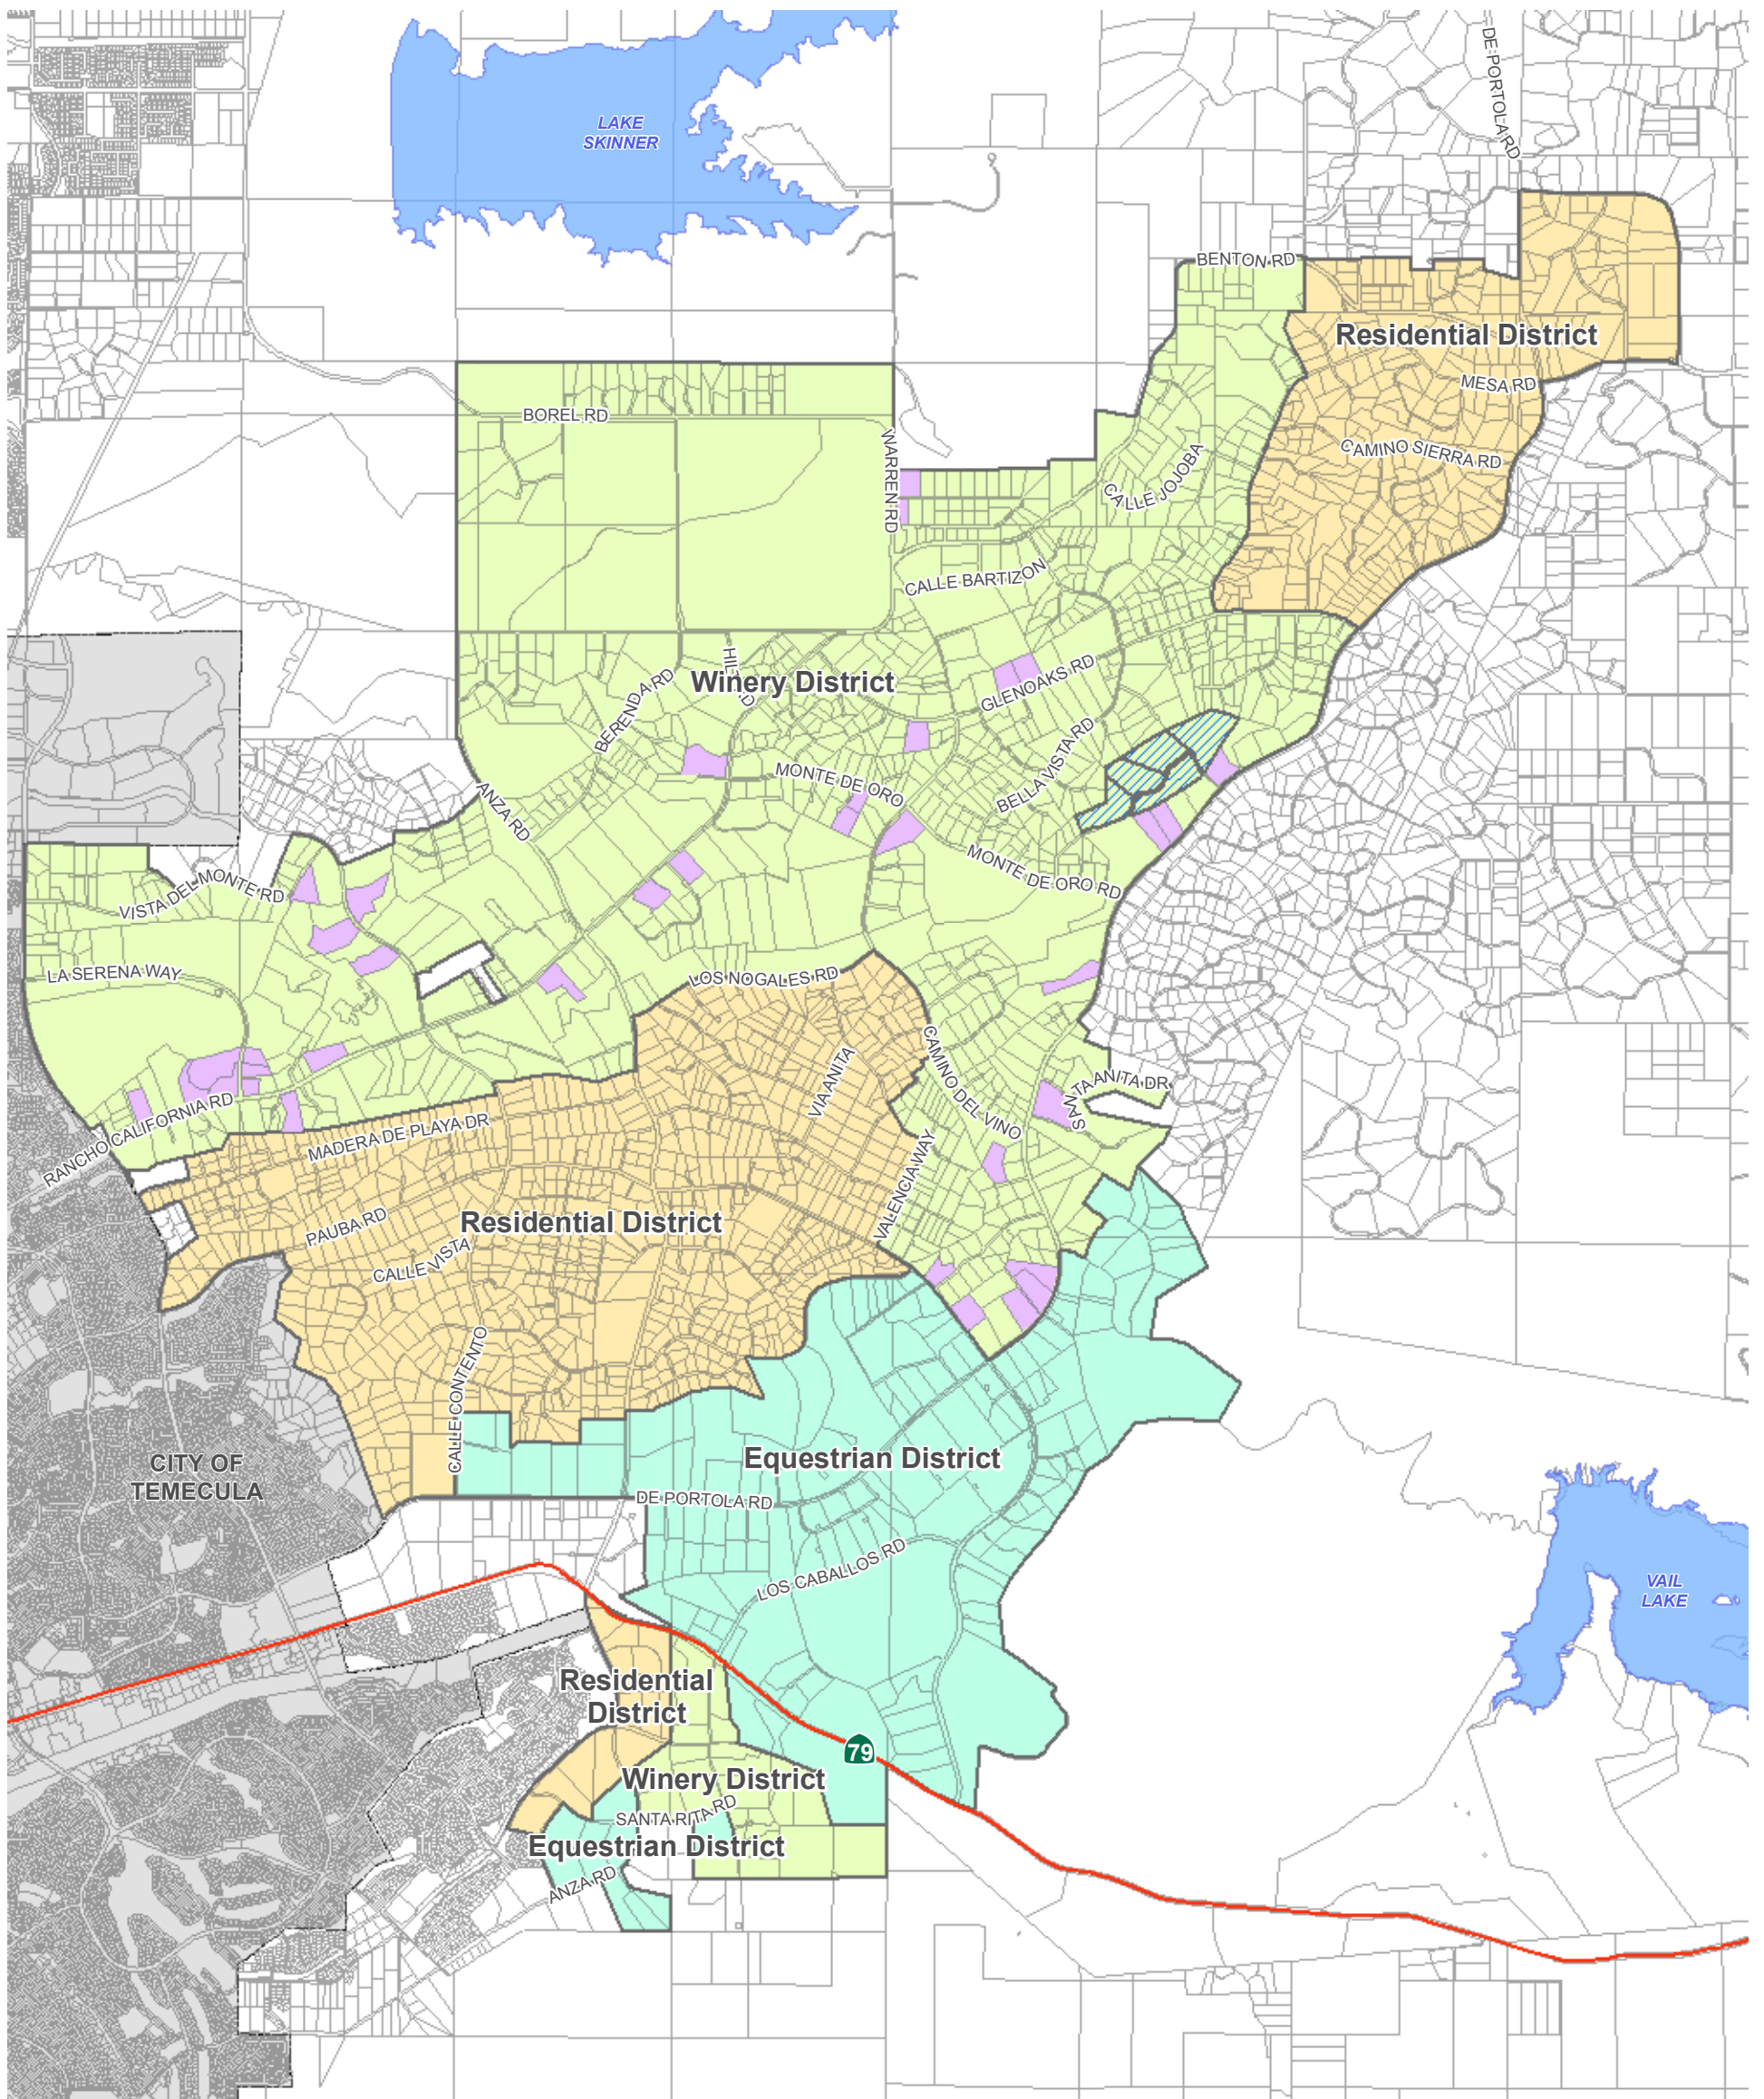 DE PORTOLA RD
LAKE
SKINNER
BENTON RD
Residential District
MESA RD
BOREL RD
WARREN RD
CAMINO SIERRA RD
CALLE JOJOBA
CALLE BARTIZON
Winery District
BERENDA RD
GLENOAKS RD
BELLA VISTA RD
MONTE DE ORO
ANZA RD
MONTE DE ORO RD
VISTA DEL MONTE RD
LA SERENA WAY
LOS NOGALES RD
CAMINO DEL VINO
VIA ANITA
SANTA ANITA DR
RANCHO CALIFORNIA RD
MADERA DE PLAYA DR
VALENCIA WAY
PAUBA RD
Residential District
CALLE VISTA
CALLE CONTENTO
CITY OF
TEMECULA
Equestrian District
DE PORTOLA RD
LOS CABALLOS RD
VAIL
LAKE
Residential
District
79
Winery District
SANTA RITA RD
Equestrian District
ANZA RD